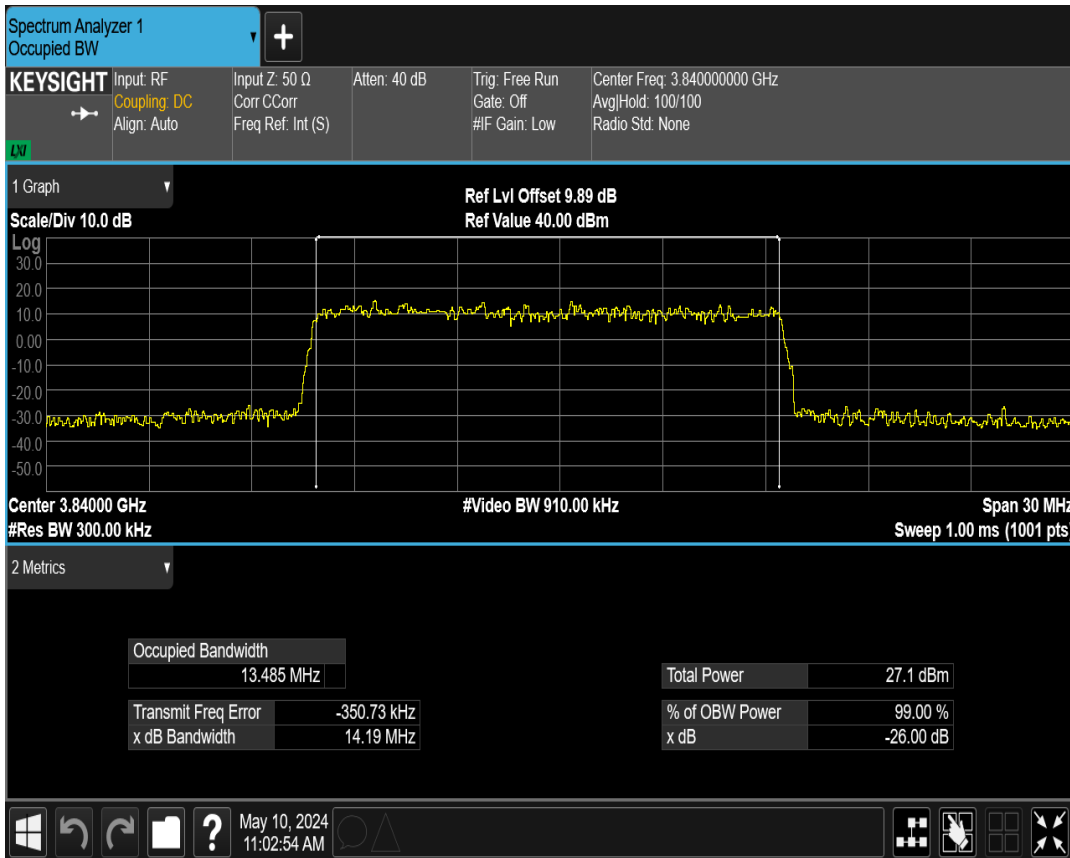 Spectrum Analyzer 1
Occupied BW
+
KEYSIGHT
LXI
Input: RF
Coupling: DC
Align: Auto
Input Z: 50 Ω
Corr CCorr
Freq Ref: Int (S)
Atten: 40 dB
Trig: Free Run
Gate: Off
#IF Gain: Low
Center Freq: 3.840000000 GHz
Avg|Hold: 100/100
Radio Std: None
1 Graph
Ref Lvl Offset 9.89 dB
Scale/Div 10.0 dB
Ref Value 40.00 dBm
Log
30.0
20.0
10.0
0.00
-10.0
-20.0
-30.0
-40.0
-50.0
Center 3.84000 GHz
#Video BW 910.00 kHz
Span 30 MHz
#Res BW 300.00 kHz
Sweep 1.00 ms (1001 pts)
2 Metrics
Occupied Bandwidth
13.485 MHz
Total Power 27.1 dBm
Transmit Freq Error -350.73 kHz
% of OBW Power 99.00 %
x dB Bandwidth 14.19 MHz
x dB -26.00 dB
?
May 10, 2024
11:02:54 AM